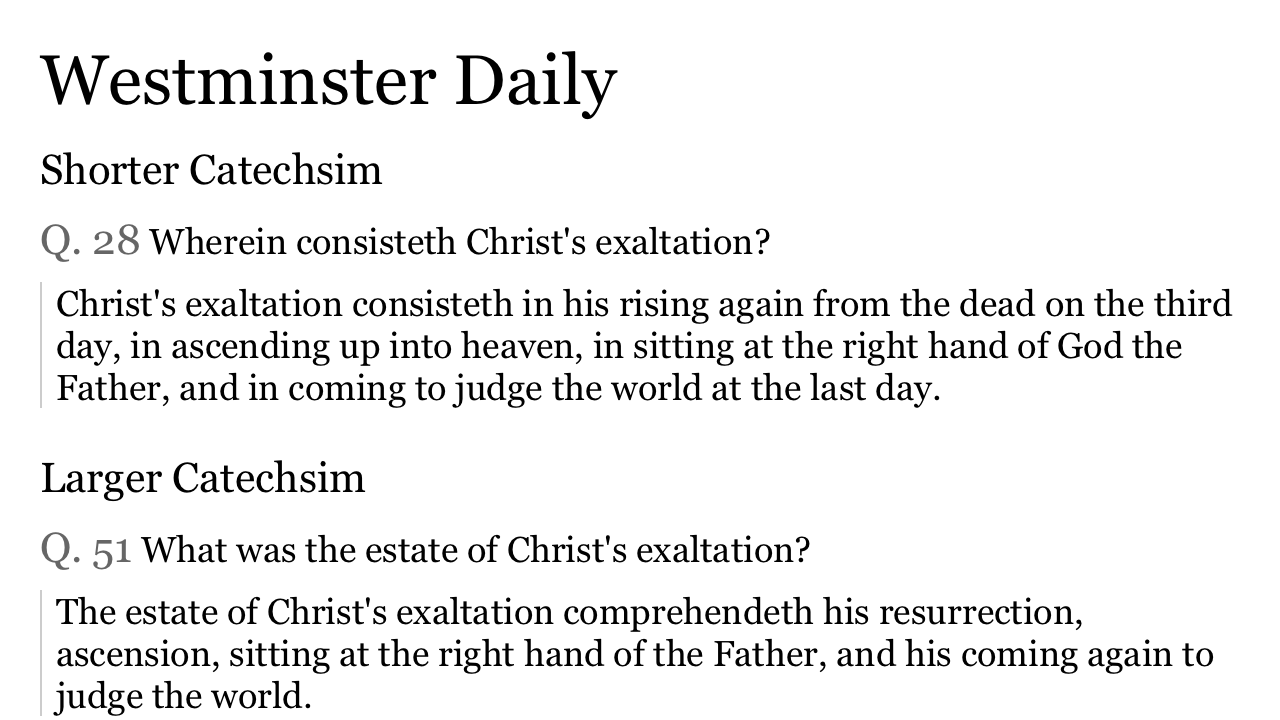 Westminster Daily
Shorter Catechsim
Q. 28 Wherein consisteth Christ's exaltation?
Christ's exaltation consisteth in his rising again from the dead on the third
day, in ascending up into heaven, in sitting at the right hand of God the
Father, and in coming to judge the world at the last day.
Larger Catechsim
Q. 51 What was the estate of Christ's exaltation?
The estate of Christ's exaltation comprehendeth his resurrection,
ascension, sitting at the right hand of the Father, and his coming again to
judge the world.